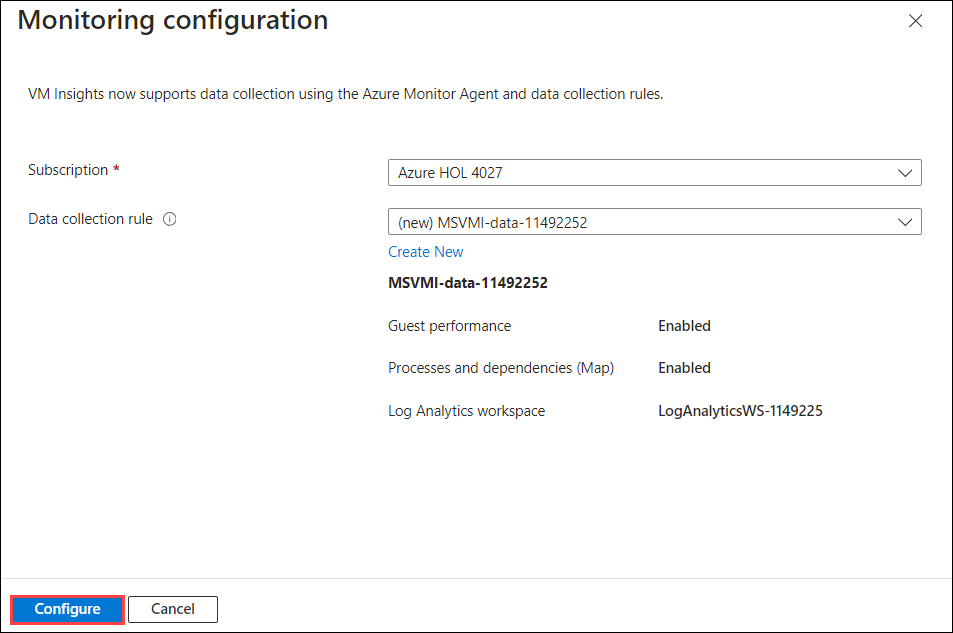 Monitoring configuration
VM Insights now supports data collection using the Azure Monitor Agent and data collection rules.
Subscription *
Azure HOL 4027
Data collection rule
(new) MSVMI-data-11492252
Create New
MSVMI-data-11492252
Guest performance Enabled
Processes and dependencies (Map) Enabled
Log Analytics workspace LogAnalyticsWS-1149225
Configure Cancel